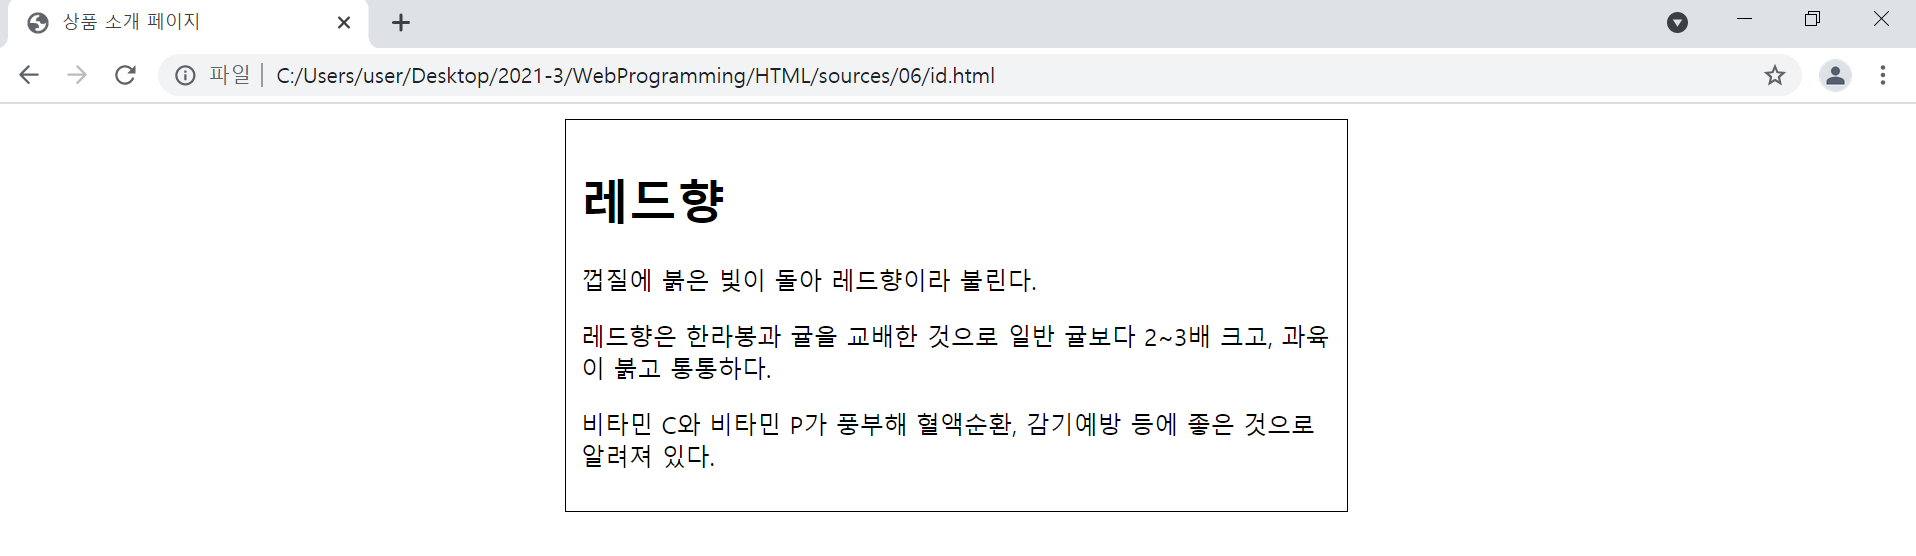 상품 소개 페이지
파일 C:/Users/user/Desktop/2021-3/WebProgramming/HTML/sources/06/id.html
레드향
껍질에 붉은 빛이 돌아 레드향이라 불린다.
레드향은 한라봉과 귤을 교배한 것으로 일반 귤보다 2~3배 크고, 과육
이 붉고 통통하다.
비타민 C와 비타민 P가 풍부해 혈액순환, 감기예방 등에 좋은 것으로
알려져 있다.